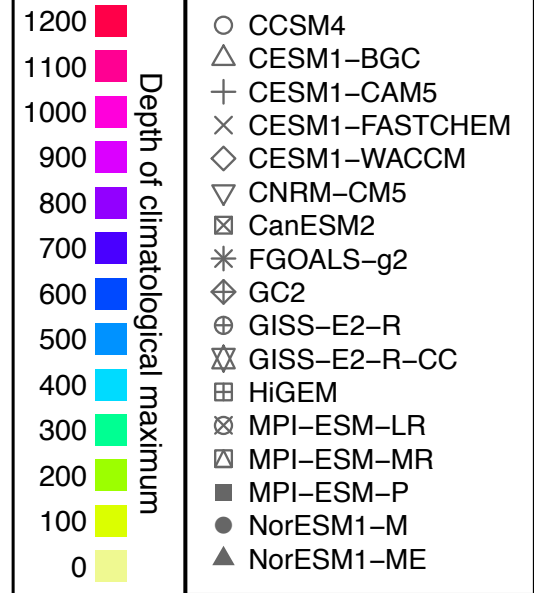 1200
1100
1000
900
800
700
600
500
400
300
200
100
0
Depth of climatological maximum
CCSM4
CESM1−BGC
CESM1−CAM5
CESM1−FASTCHEM
CESM1−WACCM
CNRM−CM5
CanESM2
FGOALS−g2
GC2
GISS−E2−R
GISS−E2−R−CC
HiGEM
MPI−ESM−LR
MPI−ESM−MR
MPI−ESM−P
NorESM1−M
NorESM1−ME